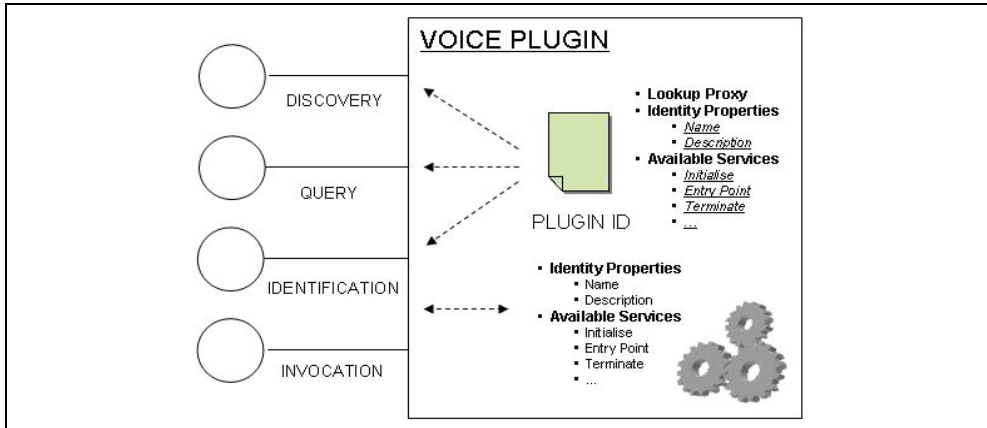 VOICE PLUGIN
DISCOVERY
QUERY
IDENTIFICATION
INVOCATION
PLUGIN ID
▪ Lookup Proxy
▪ Identity Properties
▪ Name
▪ Description
▪ Available Services
▪ Initialise
▪ Entry Point
▪ Terminate
▪ ...
▪ Identity Properties
▪ Name
▪ Description
▪ Available Services
▪ Initialise
▪ Entry Point
▪ Terminate
▪ ...